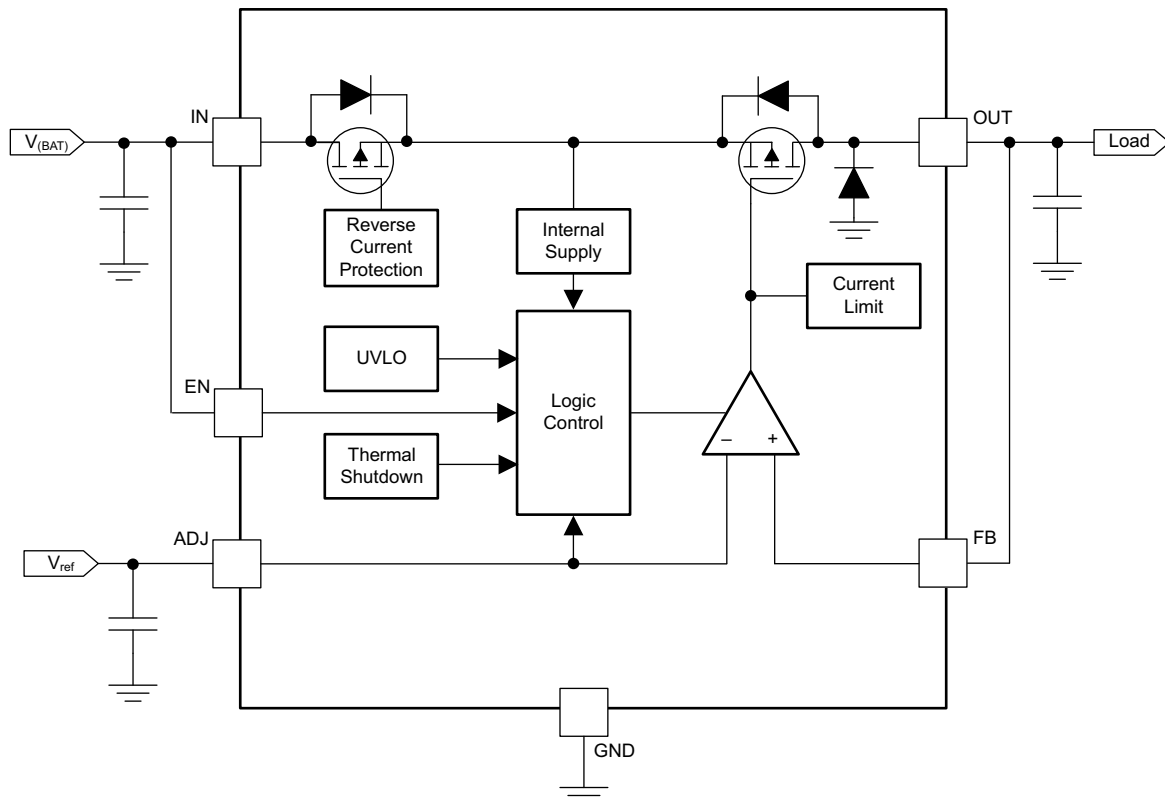 IN
OUT
V(BAT)
Load
Reverse
Current
Protection
Internal
Supply
Current
Limit
UVLO
EN
Logic
Control
Thermal
Shutdown
– +
ADJ
FB
Vref
GND